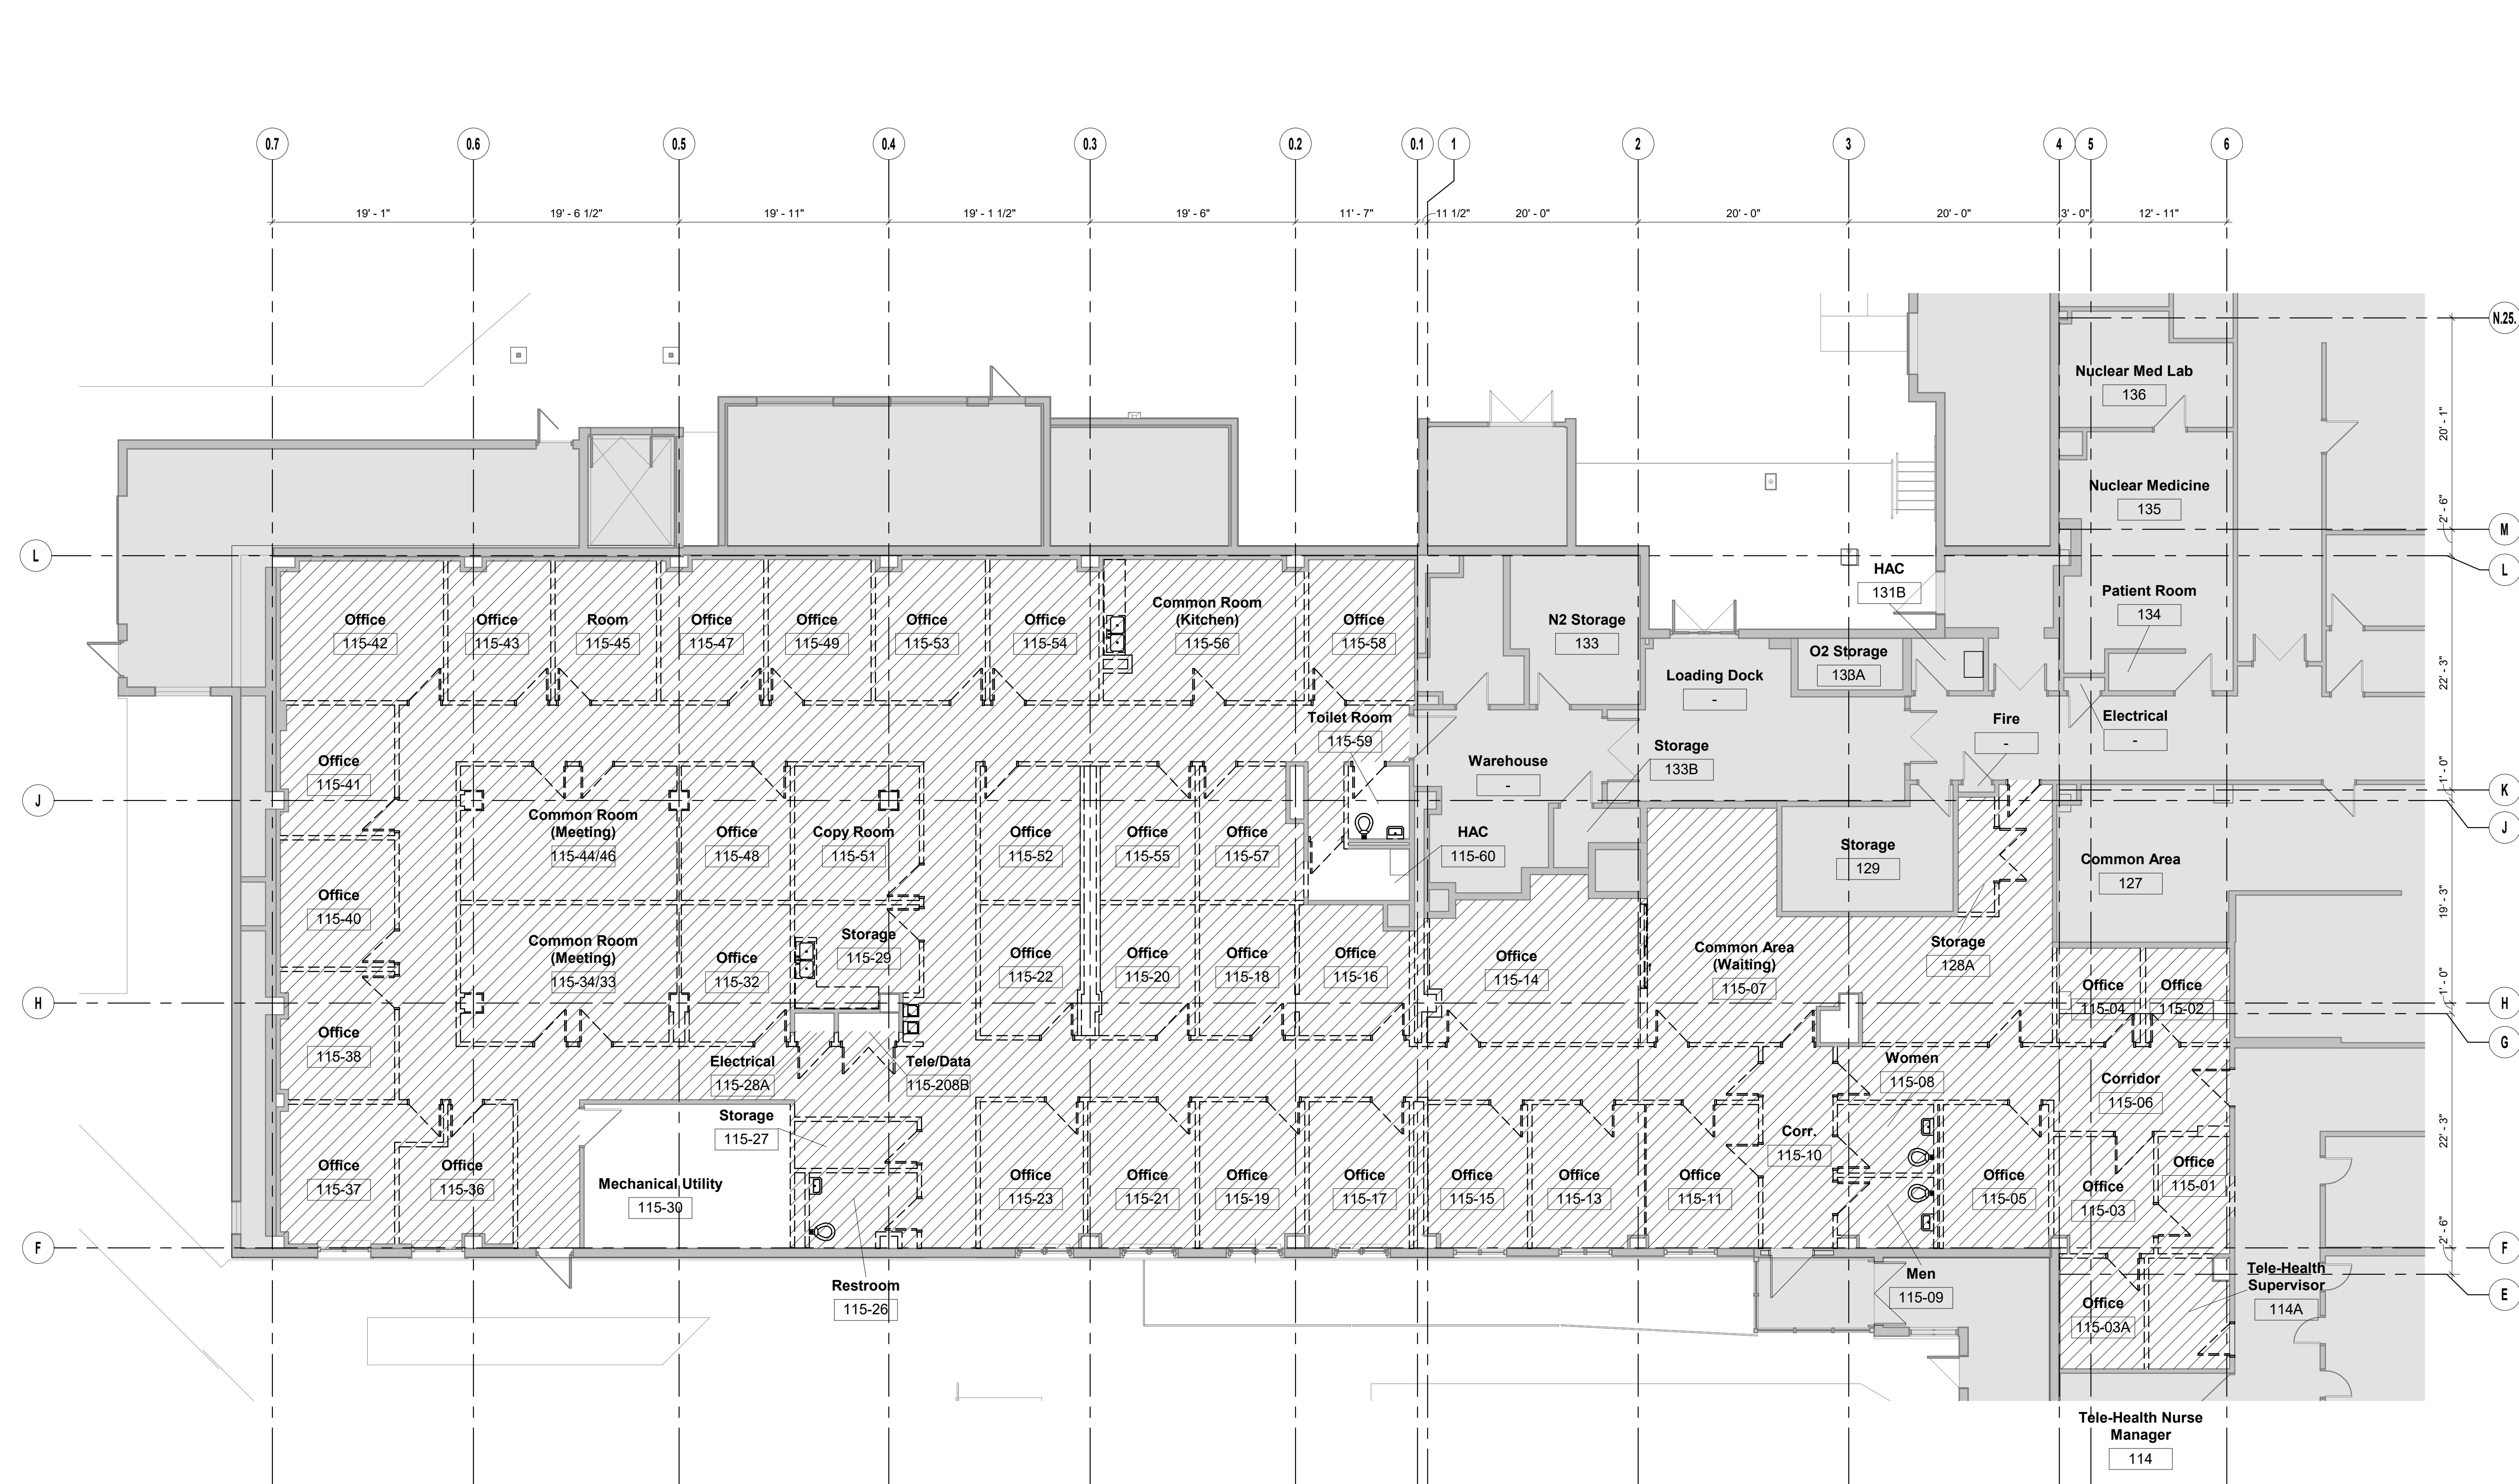 0.7
0.6
0.5
0.4
0.3
0.2
0.1
1
2
3
4
5
6
19' - 1"
19' - 6 1/2"
19' - 11"
19' - 1 1/2"
19' - 6"
11' - 7"
11 1/2"
20' - 0"
20' - 0"
20' - 0"
3' - 0"
12' - 11"
N.25.
M
L
L
K
J
J
H
H
G
F
F
E
20' - 1"
2' - 6"
22' - 3"
1' - 0"
19' - 3"
1' - 0"
22' - 3"
2' - 6"
Nuclear Med Lab
136
Nuclear Medicine
135
Patient Room
134
HAC
131B
Office
115-42
Office
115-43
Room
115-45
Office
115-47
Office
115-49
Office
115-53
Office
115-54
Common Room
(Kitchen)
115-56
Office
115-58
N2 Storage
133
O2 Storage
133A
Loading Dock
-
Fire
-
Electrical
-
Toilet Room
115-59
Warehouse
-
Storage
133B
Office
115-41
Common Room
(Meeting)
115-44/46
Office
115-48
Copy Room
115-51
Office
115-52
Office
115-55
Office
115-57
HAC
115-60
Storage
129
Common Area
127
Office
115-40
Common Room
(Meeting)
115-34/33
Office
115-32
Storage
115-29
Office
115-22
Office
115-20
Office
115-18
Office
115-16
Office
115-14
Common Area
(Waiting)
115-07
Storage
128A
Office
115-04
Office
115-02
Office
115-38
Electrical
115-28A
Tele/Data
115-208B
Women
115-08
Corridor
115-06
Storage
115-27
Corr.
115-10
Office
115-37
Office
115-36
Mechanical Utility
115-30
Office
115-23
Office
115-21
Office
115-19
Office
115-17
Office
115-15
Office
115-13
Office
115-11
Office
115-05
Office
115-03
Office
115-01
Restroom
115-26
Men
115-09
Office
115-03A
Tele-Health
Supervisor
114A
Tele-Health Nurse
Manager
114